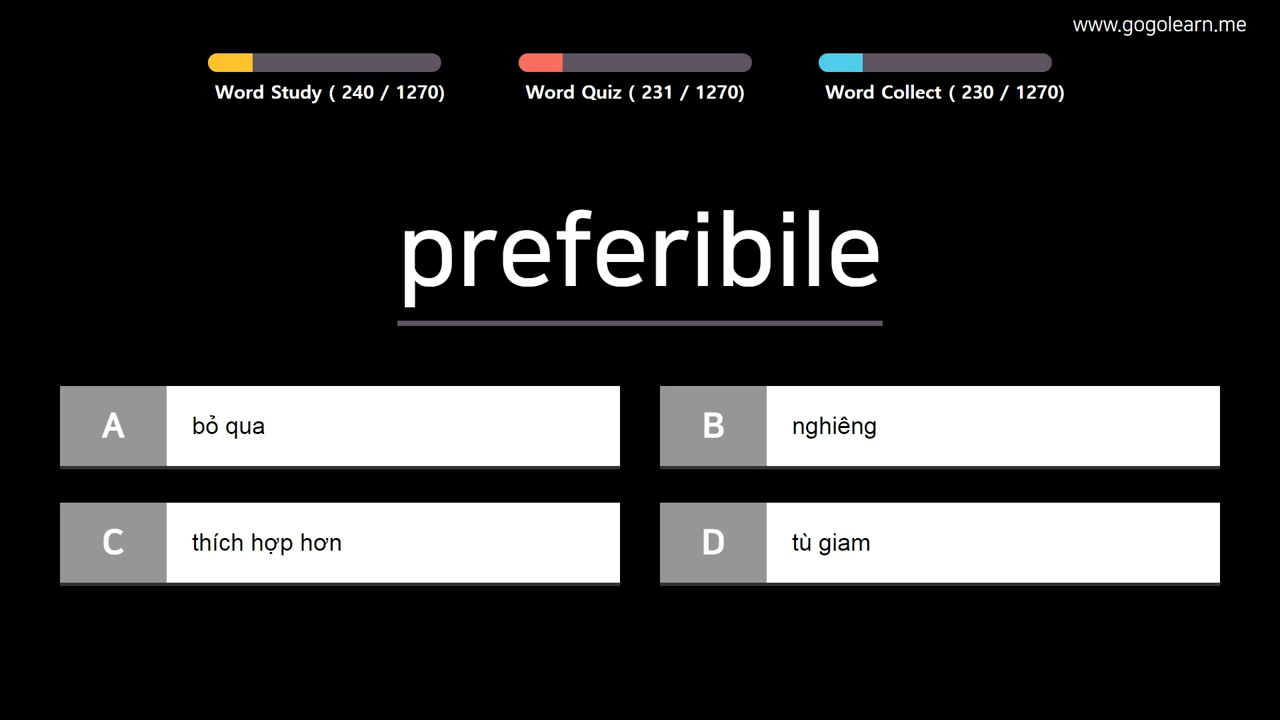 www.gogolearn.me
Word Study ( 240 / 1270)
Word Quiz ( 231 / 1270)
Word Collect ( 230 / 1270)
preferibile
A bỏ qua
B nghiêng
C thích hợp hơn
D tù giam